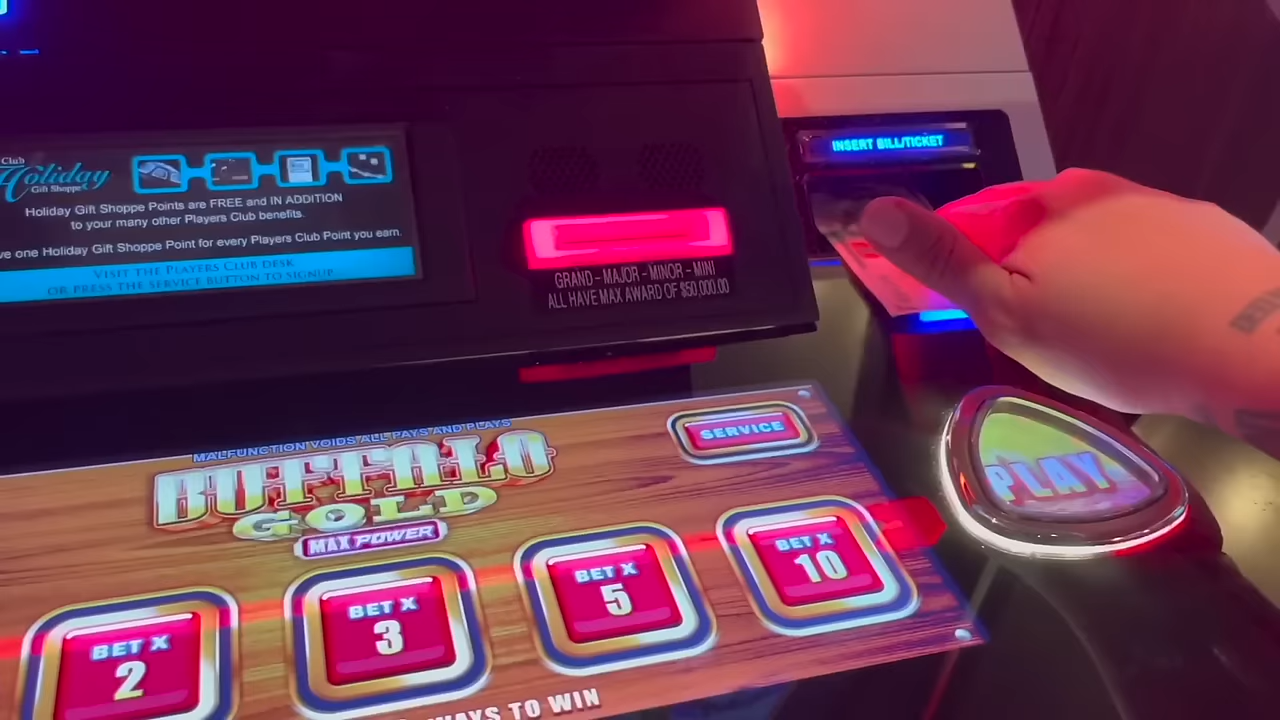 Club
Holiday
Gift Shoppe
Holiday Gift Shoppe Points are FREE and IN ADDITION
to your many other Players Club benefits.
one Holiday Gift Shoppe Point for every Players Club Point you earn.
VISIT THE PLAYERS CLUB DESK
OR PRESS THE SERVICE BUTTON TO SIGNUP
INSERT BILL/TICKET
GRAND - MAJOR - MINOR - MINI
ALL HAVE MAX AWARD OF $50,000.00
MALFUNCTION VOIDS ALL PAYS AND PLAYS
BUFFALO
GOLD
MAX POWER
SERVICE
PLAY
BET X
2
BET X
3
BET X
5
BET X
10
WAYS TO WIN